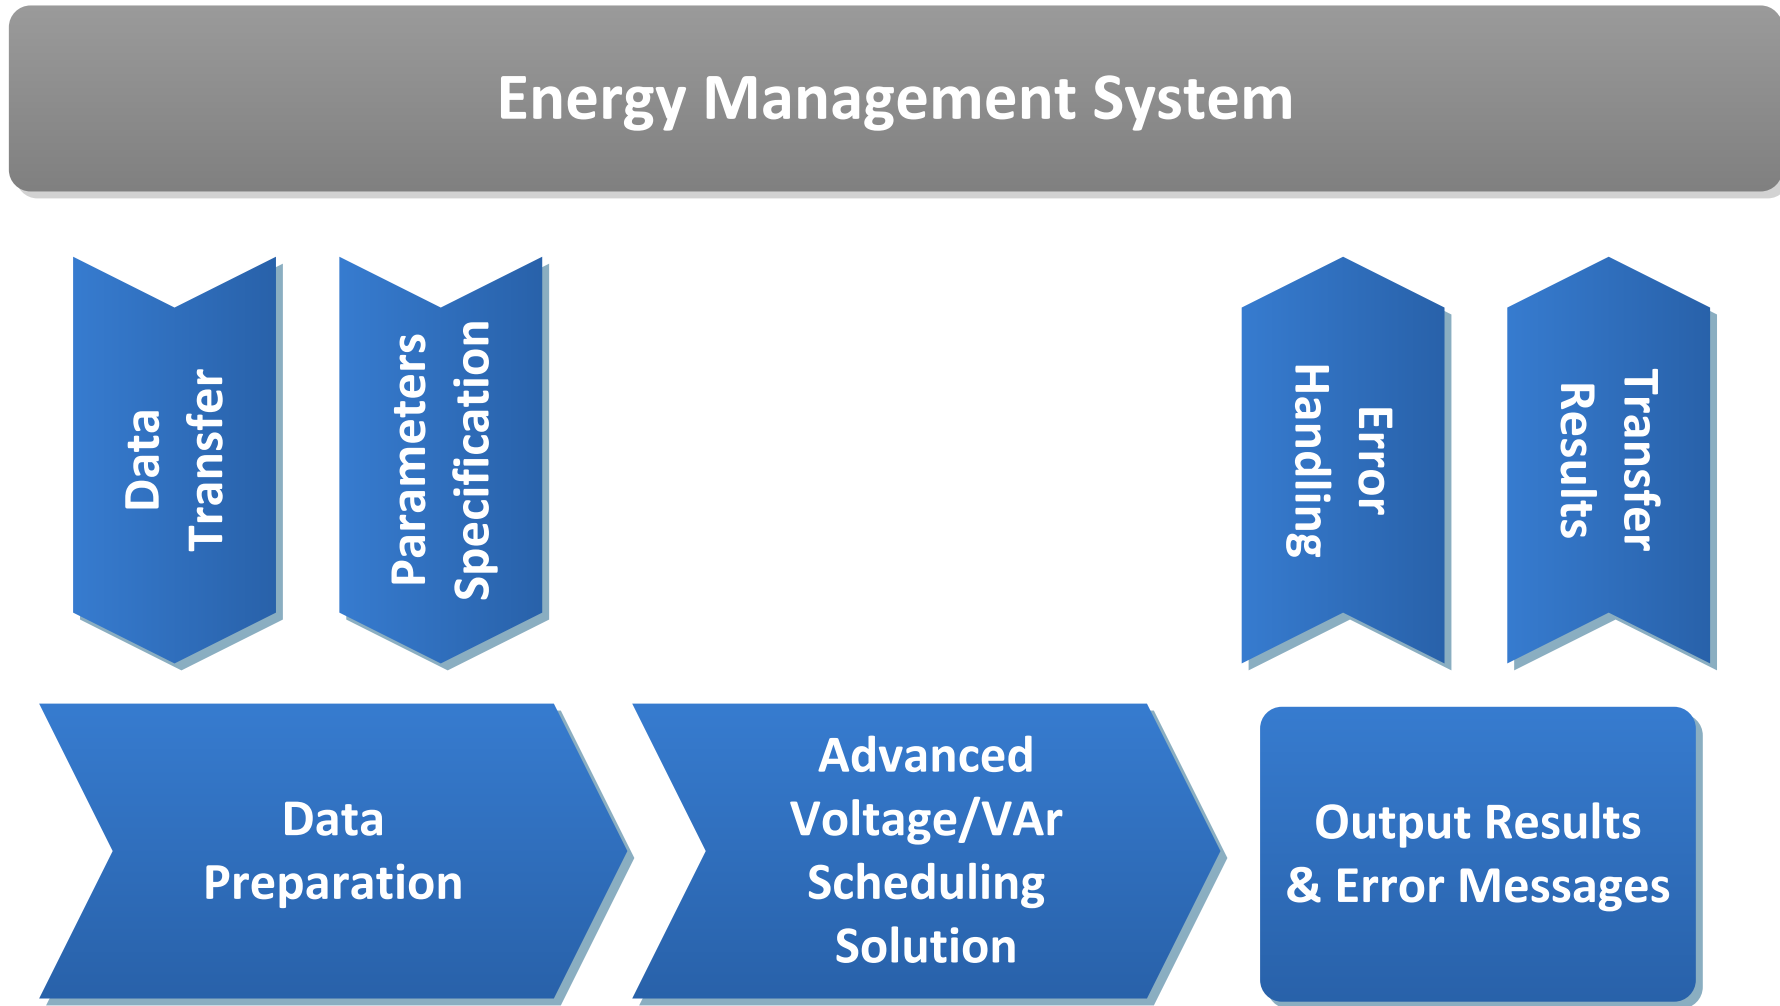 Energy Management System
Data
Transfer
Parameters
Specification
Error
Handling
Transfer
Results
Data
Preparation
Advanced
Voltage/VAr
Scheduling
Solution
Output Results
& Error Messages